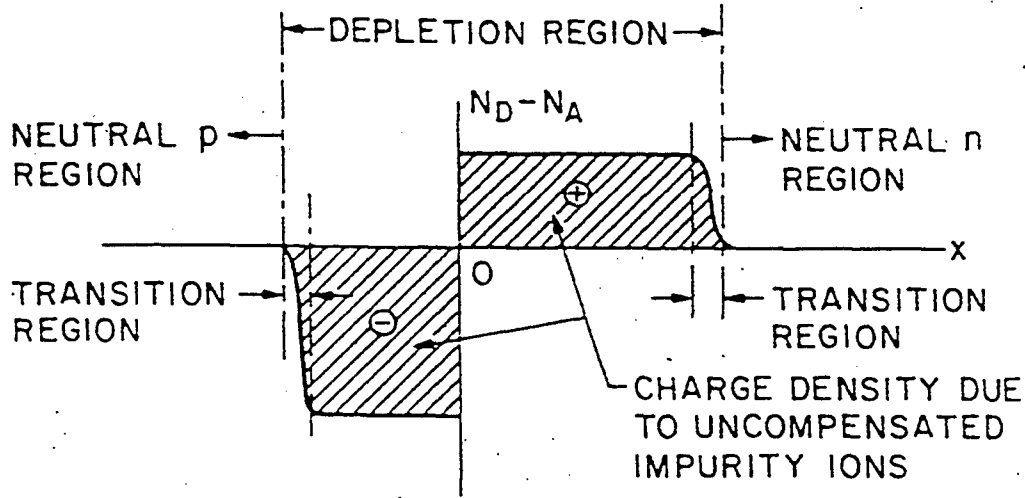 DEPLETION REGION
N_D – N_A
NEUTRAL p
REGION
NEUTRAL n
REGION
⊕
X
O
TRANSITION
REGION
⊖
TRANSITION
REGION
CHARGE DENSITY DUE
TO UNCOMPENSATED
IMPURITY IONS